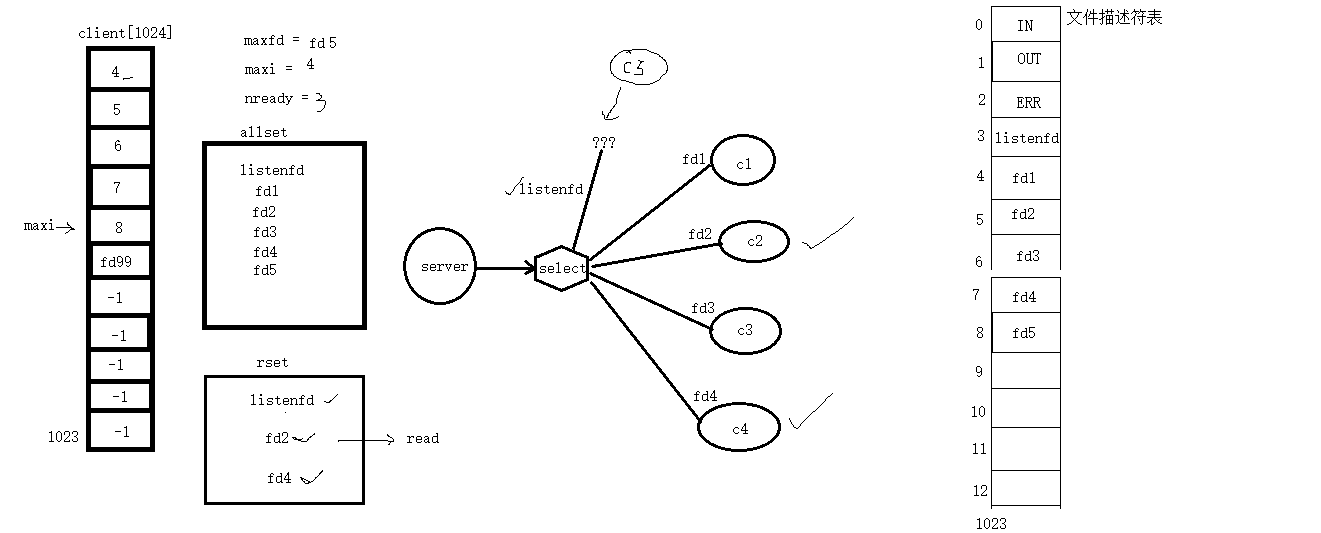 client[1024]
4
5
6
7
maxi
8
fd99
-1
-1
-1
-1
1023
-1
maxfd = fd5
maxi = 4
nready = 3
allset
listenfd
fd1
fd2
fd3
fd4
fd5
rset
listenfd
fd2
read
fd4
server
select
listenfd
???
c5
fd1
c1
fd2
c2
fd3
c3
fd4
c4
文件描述符表
0 IN
1 OUT
2 ERR
3 listenfd
4 fd1
5 fd2
6 fd3
7 fd4
8 fd5
9
10
11
12
1023